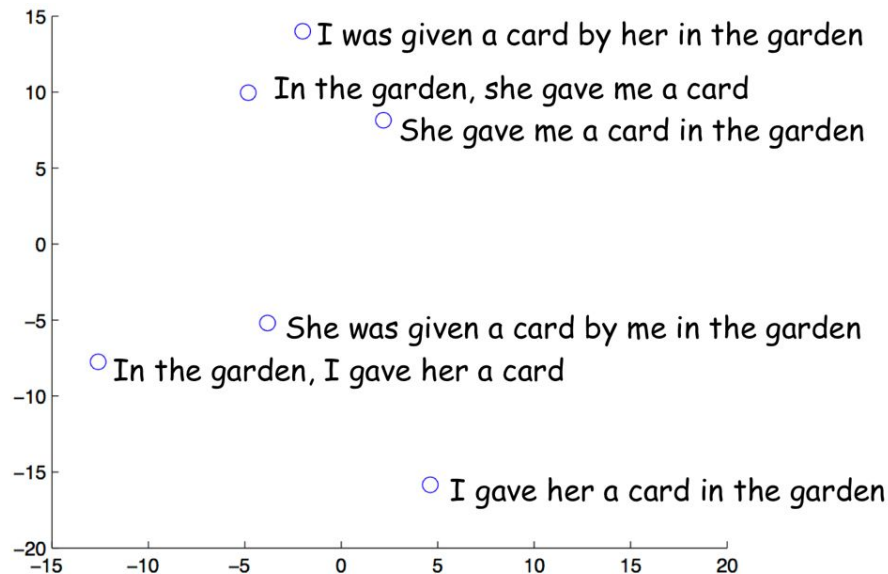 15
I was given a card by her in the garden
10
In the garden, she gave me a card
She gave me a card in the garden
5
0
−5
She was given a card by me in the garden
In the garden, I gave her a card
−10
−15
I gave her a card in the garden
−20
−15 −10 −5 0 5 10 15 20